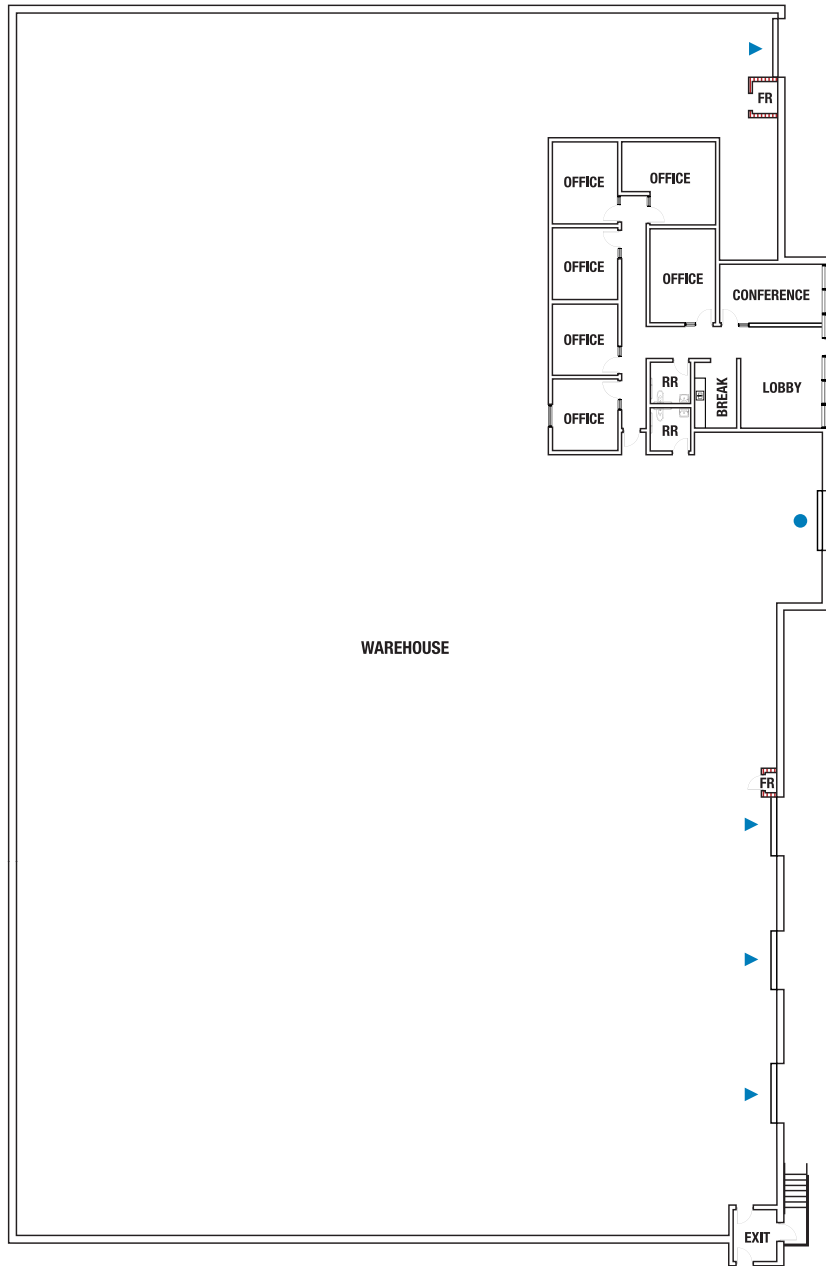 FR
OFFICE
OFFICE
OFFICE
OFFICE
CONFERENCE
OFFICE
RR
BREAK
LOBBY
OFFICE
RR
WAREHOUSE
FR
EXIT